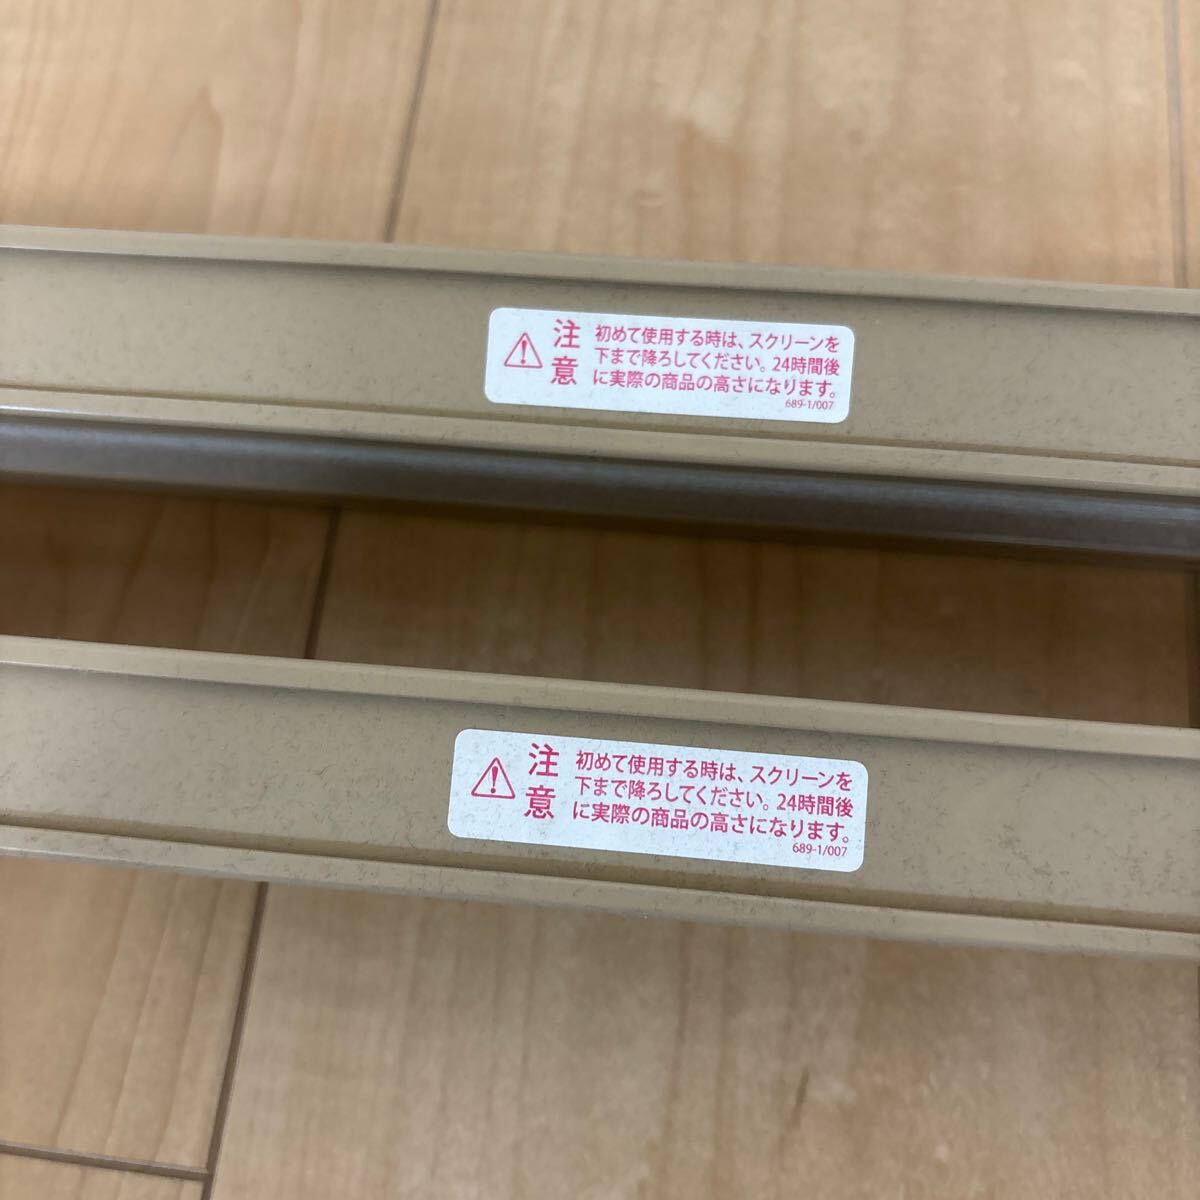 注意
初めて使用する時は、スクリーンを
下まで降ろしてください。24時間後
に実際の商品の高さになります。
689-1/007
注意
初めて使用する時は、スクリーンを
下まで降ろしてください。24時間後
に実際の商品の高さになります。
689-1/007